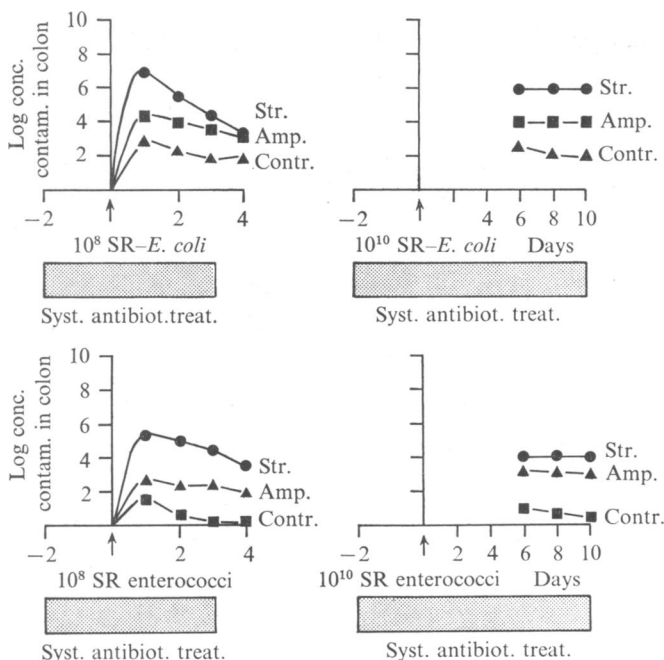 Log conc.
contam. in colon
10
8
6
4
2
−2
2
4
Str.
Amp.
Contr.
10⁸ SR–E. coli
Syst. antibiot.treat.
−2
4
6
8
10
Str.
Amp.
Contr.
10¹⁰ SR–E. coli Days
Syst. antibiot. treat.
Log conc.
contam. in colon
10
8
6
4
2
−2
0
2
4
Str.
Amp.
Contr.
10⁸ SR enterococci
Syst. antibiot. treat.
−2
2
4
6
8
10
Str.
Amp.
Contr.
10¹⁰ SR enterococci Days
Syst. antibiot. treat.